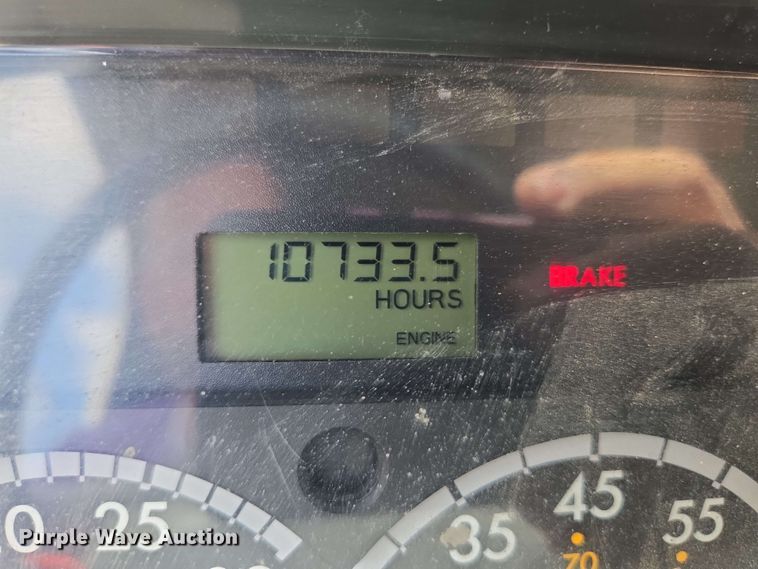 10733.5
HOURS
BRAKE
ENGINE
25
35
45
55
70
Purple Wave Auction